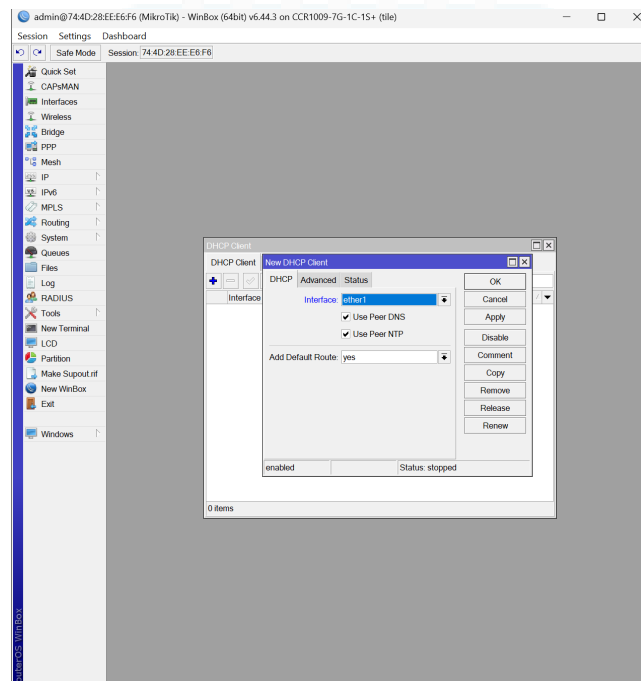 admin@74:4D:28:EE:E6:F6 (MikroTik) - WinBox (64bit) v6.44.3 on CCR1009-7G-1C-1S+ (tile)
Session Settings Dashboard
Safe Mode Session: 74:4D:28:EE:E6:F6
Quick Set
CAPsMAN
Interfaces
Wireless
Bridge
PPP
Mesh
IP
IPv6
MPLS
Routing
System
Queues
Files
Log
RADIUS
Tools
New Terminal
LCD
Partition
Make Supout.rif
New WinBox
Exit
Windows
DHCP Client
DHCP Client
Interface
0 items
New DHCP Client
DHCP Advanced Status
Interface: ether1
Use Peer DNS
Use Peer NTP
Add Default Route: yes
OK
Cancel
Apply
Disable
Comment
Copy
Remove
Release
Renew
enabled Status: stopped
uterOS WinBox